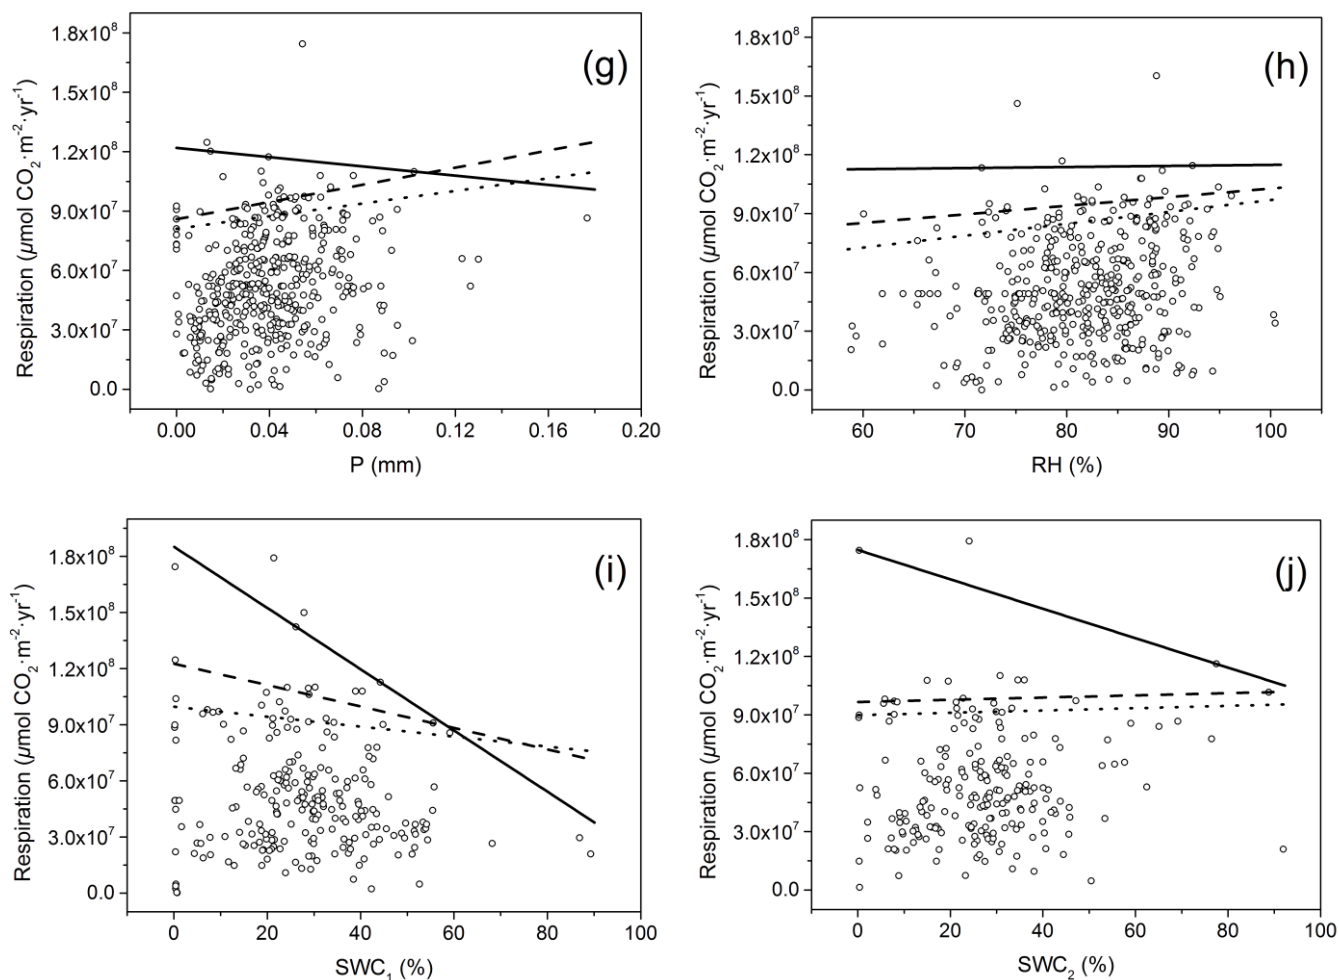 (g)
Respiration (µmol CO₂·m⁻²·yr⁻¹)
1.8x10⁸
1.5x10⁸
1.2x10⁸
9.0x10⁷
6.0x10⁷
3.0x10⁷
0.0
0.00 0.04 0.08 0.12 0.16 0.20
P (mm)
(h)
Respiration (µmol CO₂·m⁻²·yr⁻¹)
1.8x10⁸
1.5x10⁸
1.2x10⁸
9.0x10⁷
6.0x10⁷
3.0x10⁷
0.0
60 70 80 90 100
RH (%)
(i)
Respiration (µmol CO₂·m⁻²·yr⁻¹)
1.8x10⁸
1.5x10⁸
1.2x10⁸
9.0x10⁷
6.0x10⁷
3.0x10⁷
0.0
0 20 40 60 80 100
SWC₁ (%)
(j)
Respiration (µmol CO₂·m⁻²·yr⁻¹)
1.8x10⁸
1.5x10⁸
1.2x10⁸
9.0x10⁷
6.0x10⁷
3.0x10⁷
0.0
0 20 40 60 80 100
SWC₂ (%)